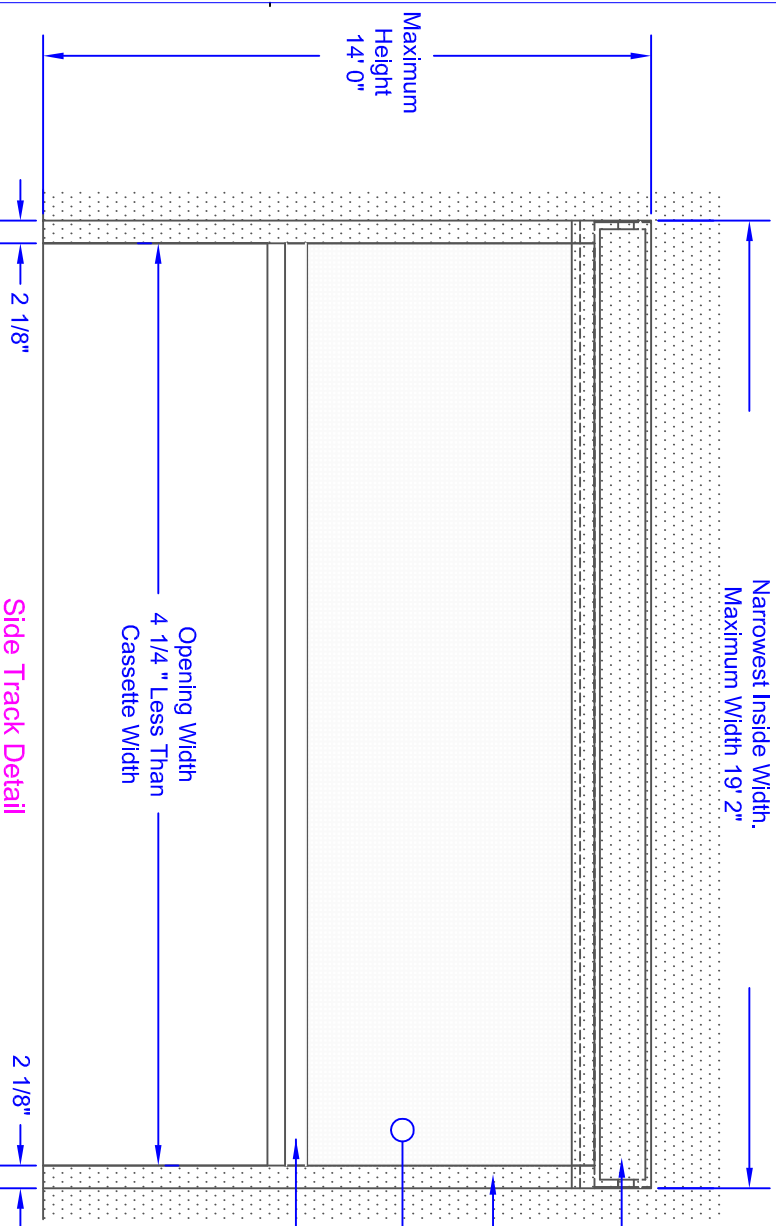 Narrowest Inside Width.
Maximum Width 19' 2"
Maximum
Height
14' 0"
Opening Width
4 1/4 " Less Than
Cassette Width
2 1/8"
2 1/8"
Side Track Detail